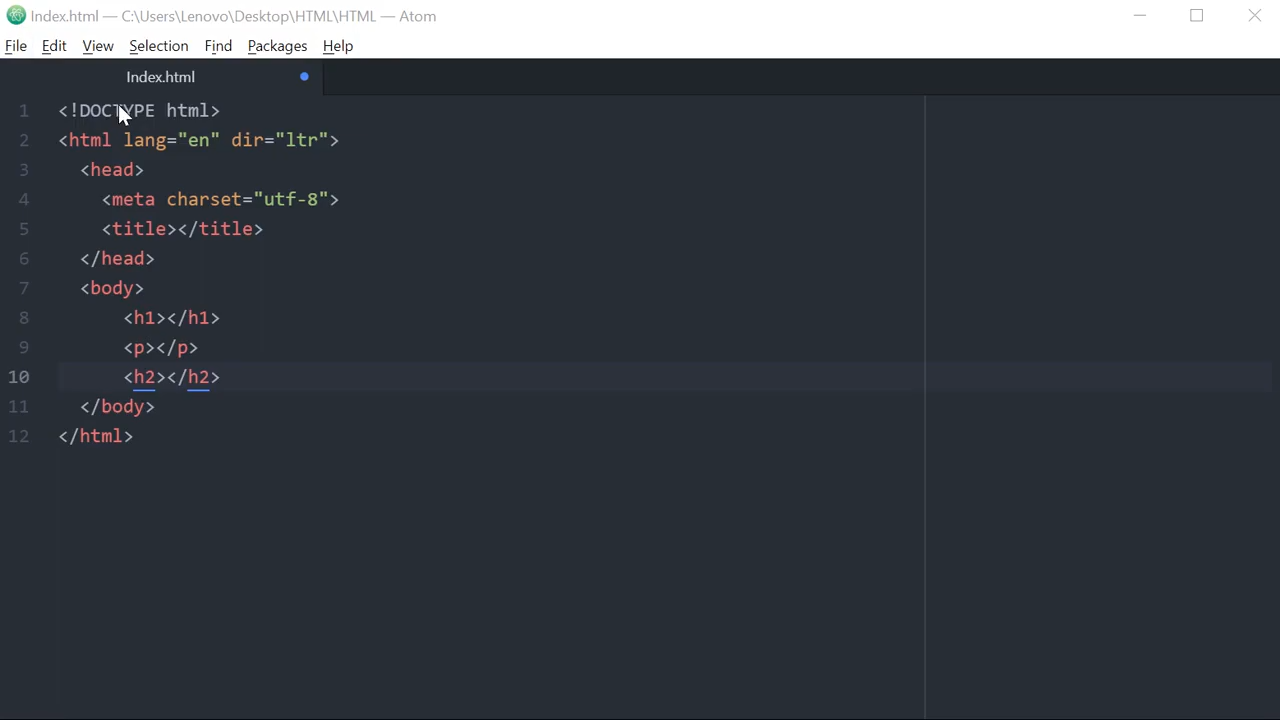 Index.html — C:\Users\Lenovo\Desktop\HTML\HTML — Atom
File Edit View Selection Find Packages Help
Index.html
1 <!DOCTYPE html>
2 <html lang="en" dir="ltr">
3 <head>
4 <meta charset="utf-8">
5 <title></title>
6 </head>
7 <body>
8 <h1></h1>
9 <p></p>
10 <h2></h2>
11 </body>
12 </html>